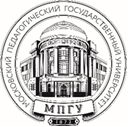 МОСКОВСКИЙ ПЕДАГОГИЧЕСКИЙ ГОСУДАРСТВЕННЫЙ УНИВЕРСИТЕТ
МПГУ
1872